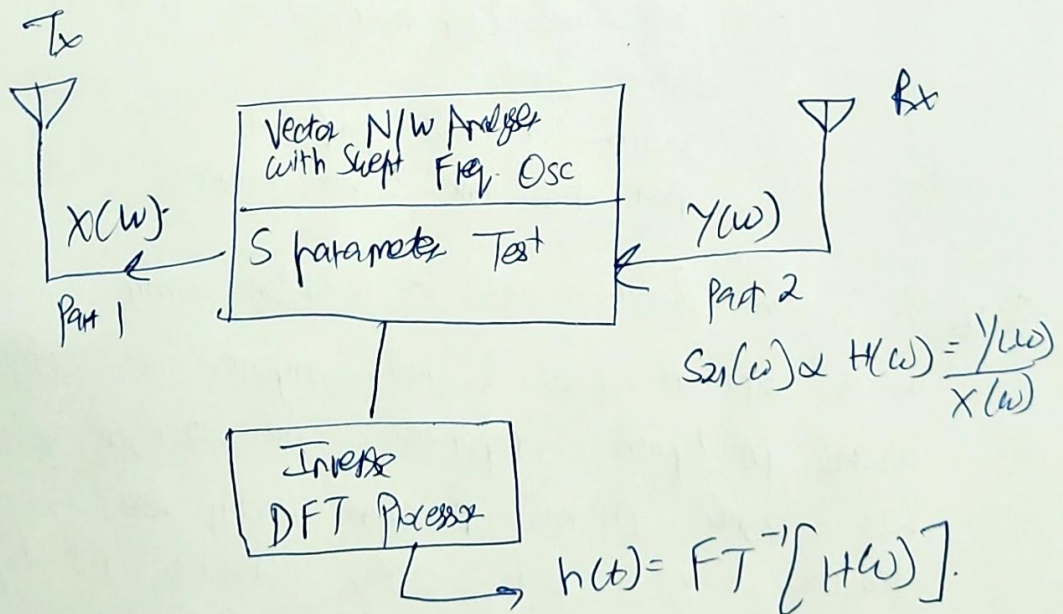 Tx
Rx
Vector N/W Analyser
with Swept Freq. Osc
X(ω)
S parameter Test
Y(ω)
Port 1
Port 2
S21(ω) ∝ H(ω) = Y(ω)/X(ω)
Inverse
DFT Processor
h(t) = FT⁻¹[H(ω)].